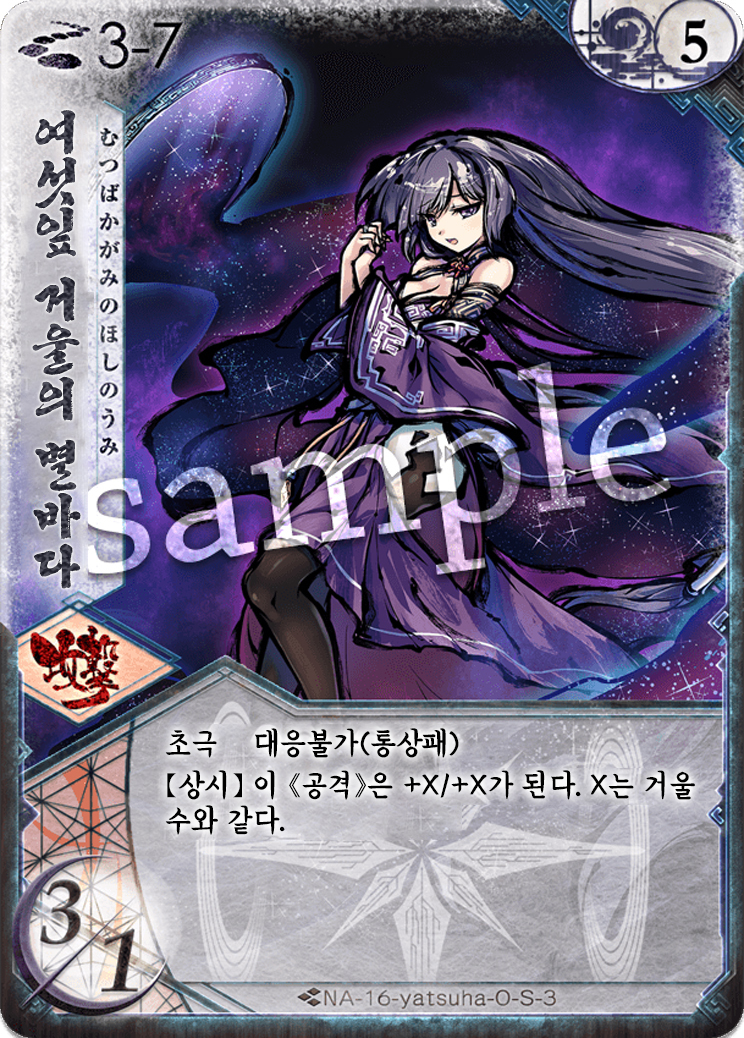 3-7
5
여섯잎 거울의 별바다
むつばかがみのほしのうみ
sample
攻撃
초극 대응불가(통상패)
【상시】 이 《공격》은 +X/+X가 된다. X는 거울
수와 같다.
3/1
NA-16-yatsuha-O-S-3